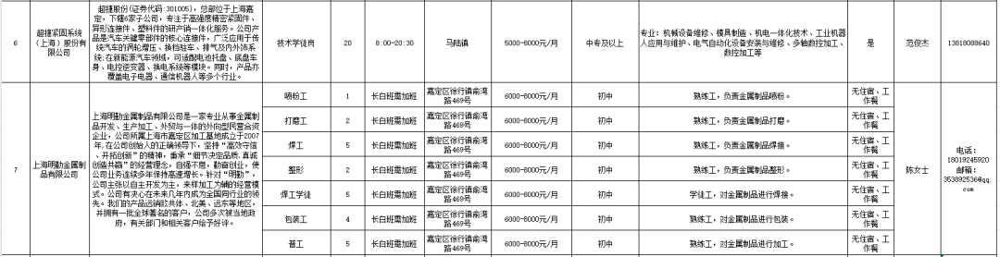 6
超捷紧固系统
（上海）股份有
限公司
超捷股份(证券代码:301005)，总部位于上海嘉
定，下辖6家子公司，专注于高强度精密紧固件、
异形连接件、塑料件的研产销一体化服务。公司产
品是汽车关键零部件的核心连接件，广泛应用于传
统汽车的涡轮增压、换档驻车、排气及内外饰系
统；在新能源汽车领域，可适配电池托盘、底盘车
身、电控逆变器、换电系统等模块。同时，产品亦
覆盖电子电器、通信机器人等多个行业。
技术学徒岗
20
8:00-20:30
马陆镇
5000-8000元/月
中专及以上
专业：机械设备维修、模具制造、机电一体化技术、工业机器
人应用与维护、电气自动化设备安装与维修、多轴数控加工、
数控加工等
是
范俊杰
13818088640
7
上海明勤金属制
品有限公司
上海明勤金属制品有限公司是一家专业从事金属制
品开发、生产加工、外贸与一体的外向型民营合资
企业，公司所属上海市嘉定区加工基地成立于2007
年，在公司创始人的正确领导下，坚持“高效守信
、开拓创新”的精神，秉承“细节决定品质，真诚
创造共赢”的经营理念，自强不息，勤奋创业，使
公司业务连续多年保持高速增长。针对“明勤”，
公司主张以自主开发为主，来样加工为辅的经营模
式。公司有决心在未来几年内成为全国同行业的领
先。我们的产品远销欧共体、北美、远东等地区，
并拥有一批全球著名的客户，公司多次被当地政
府，有关部门和相关客户给予好评。
喷粉工
1
长白班需加班
嘉定区徐行镇前湾
路469号
6000-8000元/月
初中
熟练工，负责金属制品喷粉。
无住宿、工
作餐
打磨工
2
长白班需加班
嘉定区徐行镇前湾
路469号
6000-8000元/月
初中
熟练工，负责金属制品打磨。
无住宿、工
作餐
焊工
5
长白班需加班
嘉定区徐行镇前湾
路469号
6000-8000元/月
初中
熟练工，负责金属制品焊接。
无住宿、工
作餐
整形
2
长白班需加班
嘉定区徐行镇前湾
路469号
6000-8000元/月
初中
熟练工，负责金属制品整形。
无住宿、工
作餐
焊工学徒
5
长白班需加班
嘉定区徐行镇前湾
路469号
6000-8000元/月
初中
学徒工，对金属制品进行焊接。
无住宿、工
作餐
包装工
4
长白班需加班
嘉定区徐行镇前湾
路469号
6000-8000元/月
初中
熟练工，对金属制品进行包装。
无住宿、工
作餐
普工
5
长白班需加班
嘉定区徐行镇前湾
路469号
6000-8000元/月
初中
熟练工，对金属制品进行加工。
无住宿、工
作餐
陈女士
电话：
18019245920
邮箱：
353892536@qq.
com